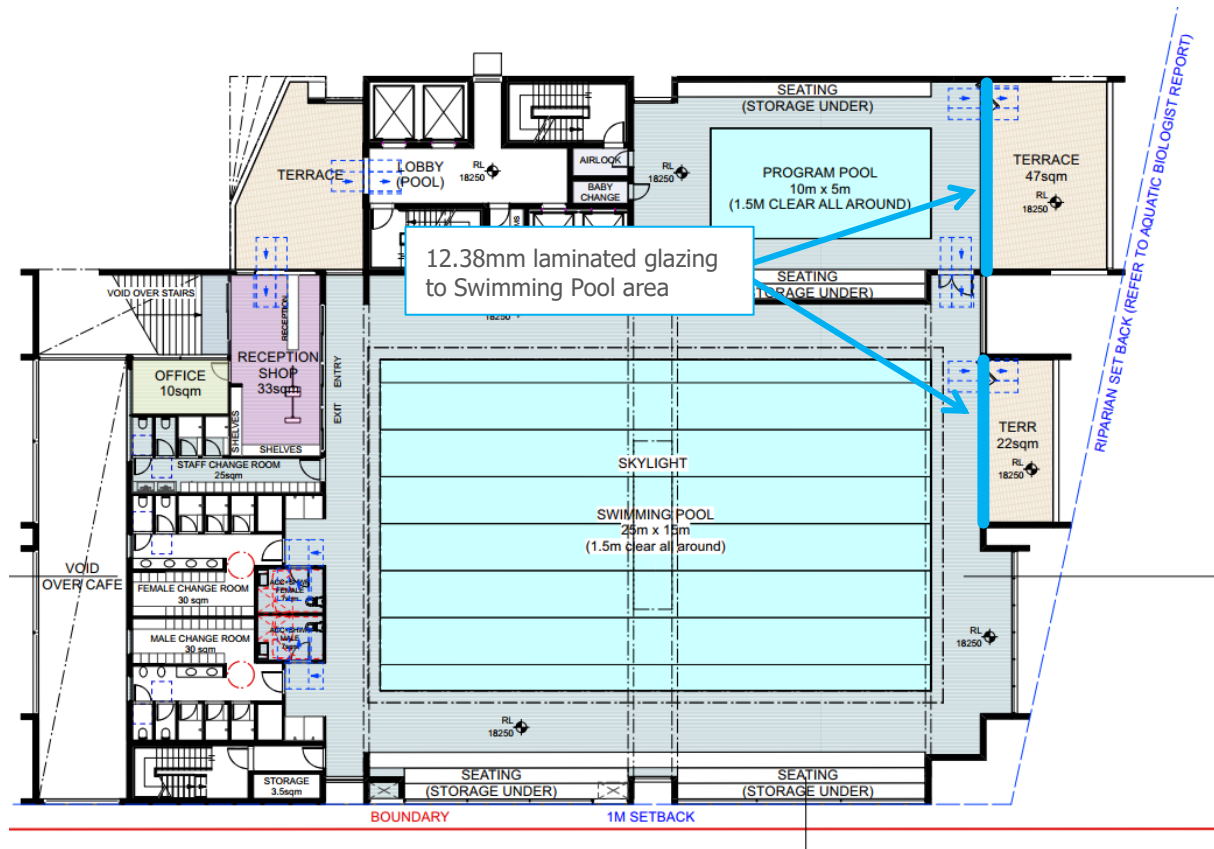 SEATING
(STORAGE UNDER)
TERRACE
LOBBY
(POOL)
RL
18250
AIRLOCK
BABY
CHANGE
RL
18250
PROGRAM POOL
10m x 5m
(1.5M CLEAR ALL AROUND)
TERRACE
47sqm
RL
18250
RIPARIAN SET BACK (REFER TO AQUATIC BIOLOGIST REPORT)
12.38mm laminated glazing
to Swimming Pool area
SEATING
(STORAGE UNDER)
18250
VOID OVER STAIRS
RECEPTION
RECEPTION
SHOP
33sqm
OFFICE
10sqm
ENTRY
EXIT
SHELVES
SHELVES
STAFF CHANGE ROOM
25sqm
TERR
22sqm
RL
18250
SKYLIGHT
SWIMMING POOL
25m x 15m
(1.5m clear all around)
VOID
OVER CAFE
FEMALE CHANGE ROOM
30 sqm
FEMALE
MALE CHANGE ROOM
30 sqm
MALE
RL
18250
RL
18250
STORAGE
3.5sqm
SEATING
(STORAGE UNDER)
SEATING
(STORAGE UNDER)
BOUNDARY
1M SETBACK